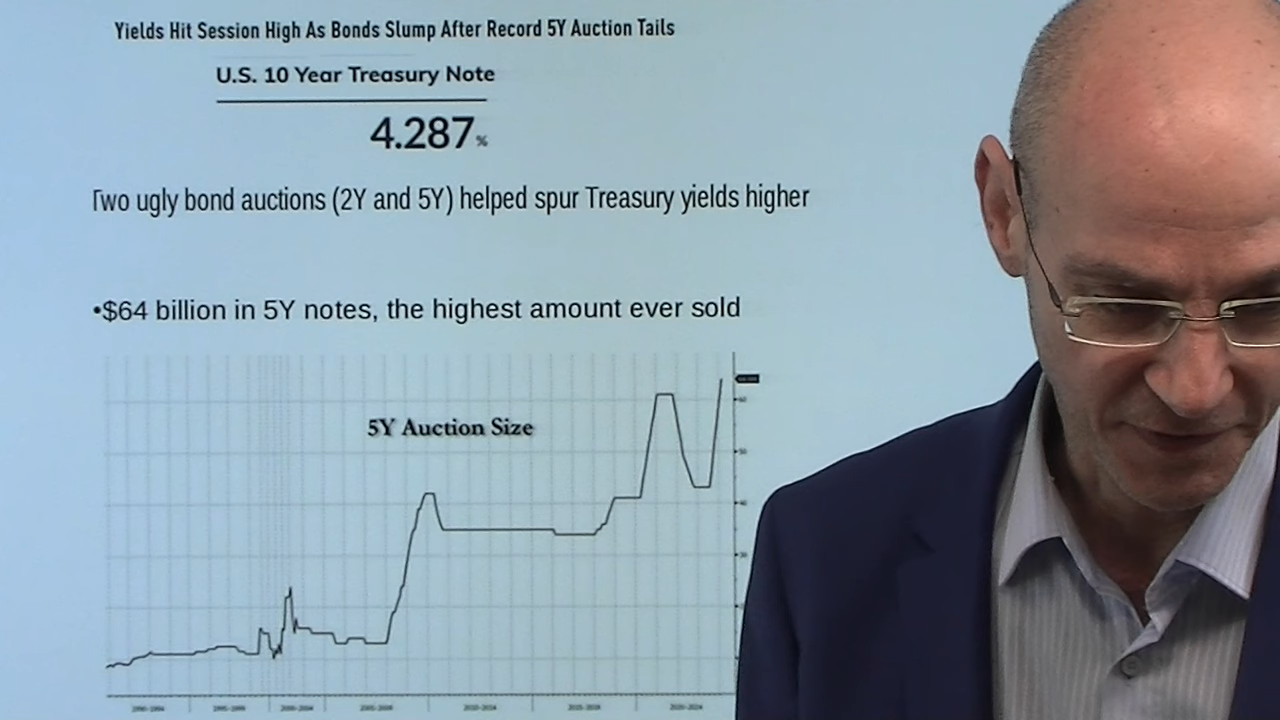 Yields Hit Session High As Bonds Slump After Record 5Y Auction Tails
U.S. 10 Year Treasury Note
4.287%
Two ugly bond auctions (2Y and 5Y) helped spur Treasury yields higher
•$64 billion in 5Y notes, the highest amount ever sold
5Y Auction Size